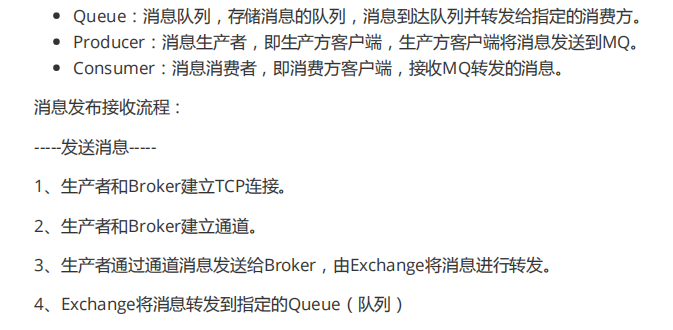 • Queue：消息队列，存储消息的队列，消息到达队列并转发给指定的消费方。
• Producer：消息生产者，即生产方客户端，生产方客户端将消息发送到MQ。
• Consumer：消息消费者，即消费方客户端，接收MQ转发的消息。
消息发布接收流程：
-----发送消息-----
1、生产者和Broker建立TCP连接。
2、生产者和Broker建立通道。
3、生产者通过通道消息发送给Broker，由Exchange将消息进行转发。
4、Exchange将消息转发到指定的Queue（队列）